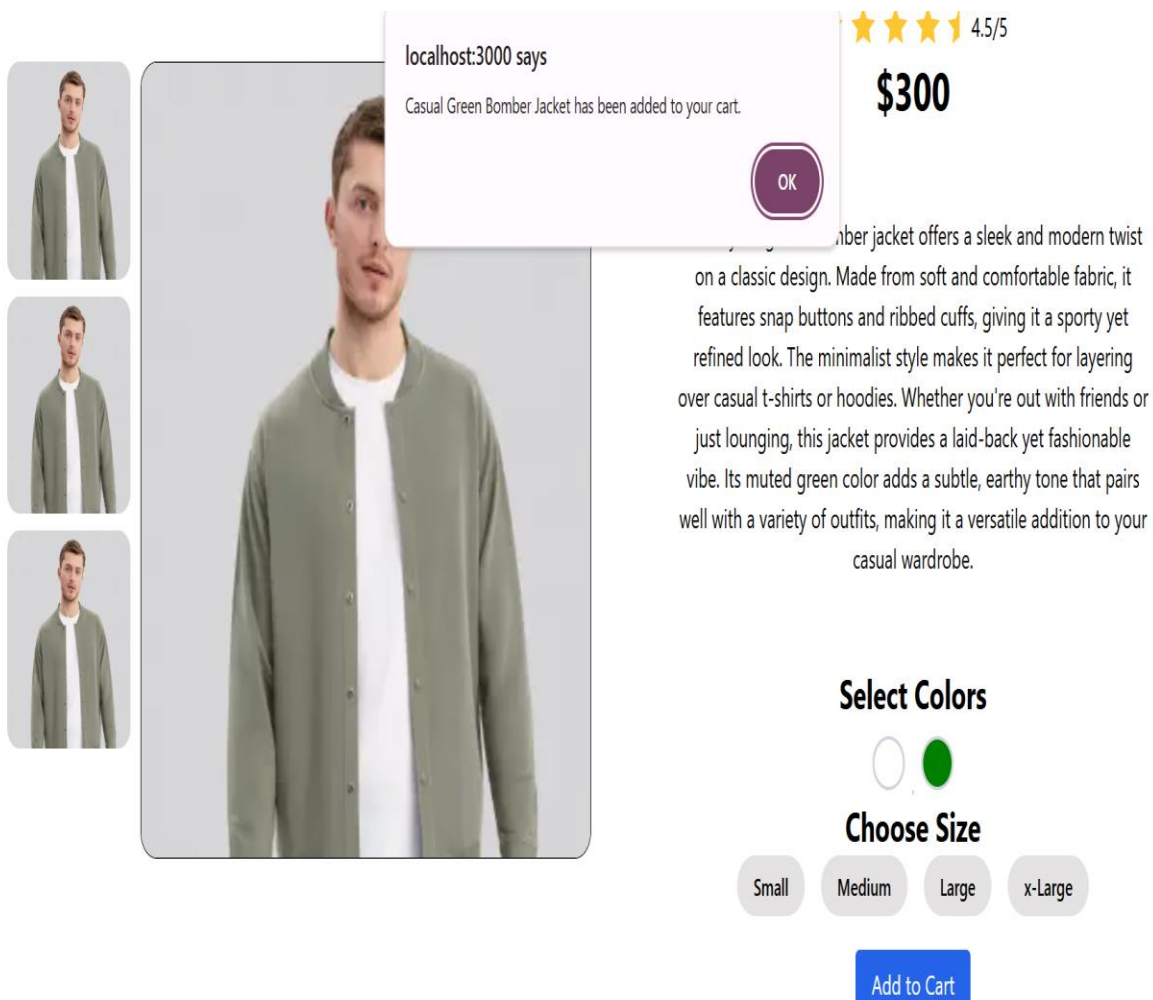 localhost:3000 says
Casual Green Bomber Jacket has been added to your cart.
OK
4.5/5
$300
jacket offers a sleek and modern twist
on a classic design. Made from soft and comfortable fabric, it
features snap buttons and ribbed cuffs, giving it a sporty yet
refined look. The minimalist style makes it perfect for layering
over casual t-shirts or hoodies. Whether you're out with friends or
just lounging, this jacket provides a laid-back yet fashionable
vibe. Its muted green color adds a subtle, earthy tone that pairs
well with a variety of outfits, making it a versatile addition to your
casual wardrobe.
Select Colors
Choose Size
Small
Medium
Large
x-Large
Add to Cart